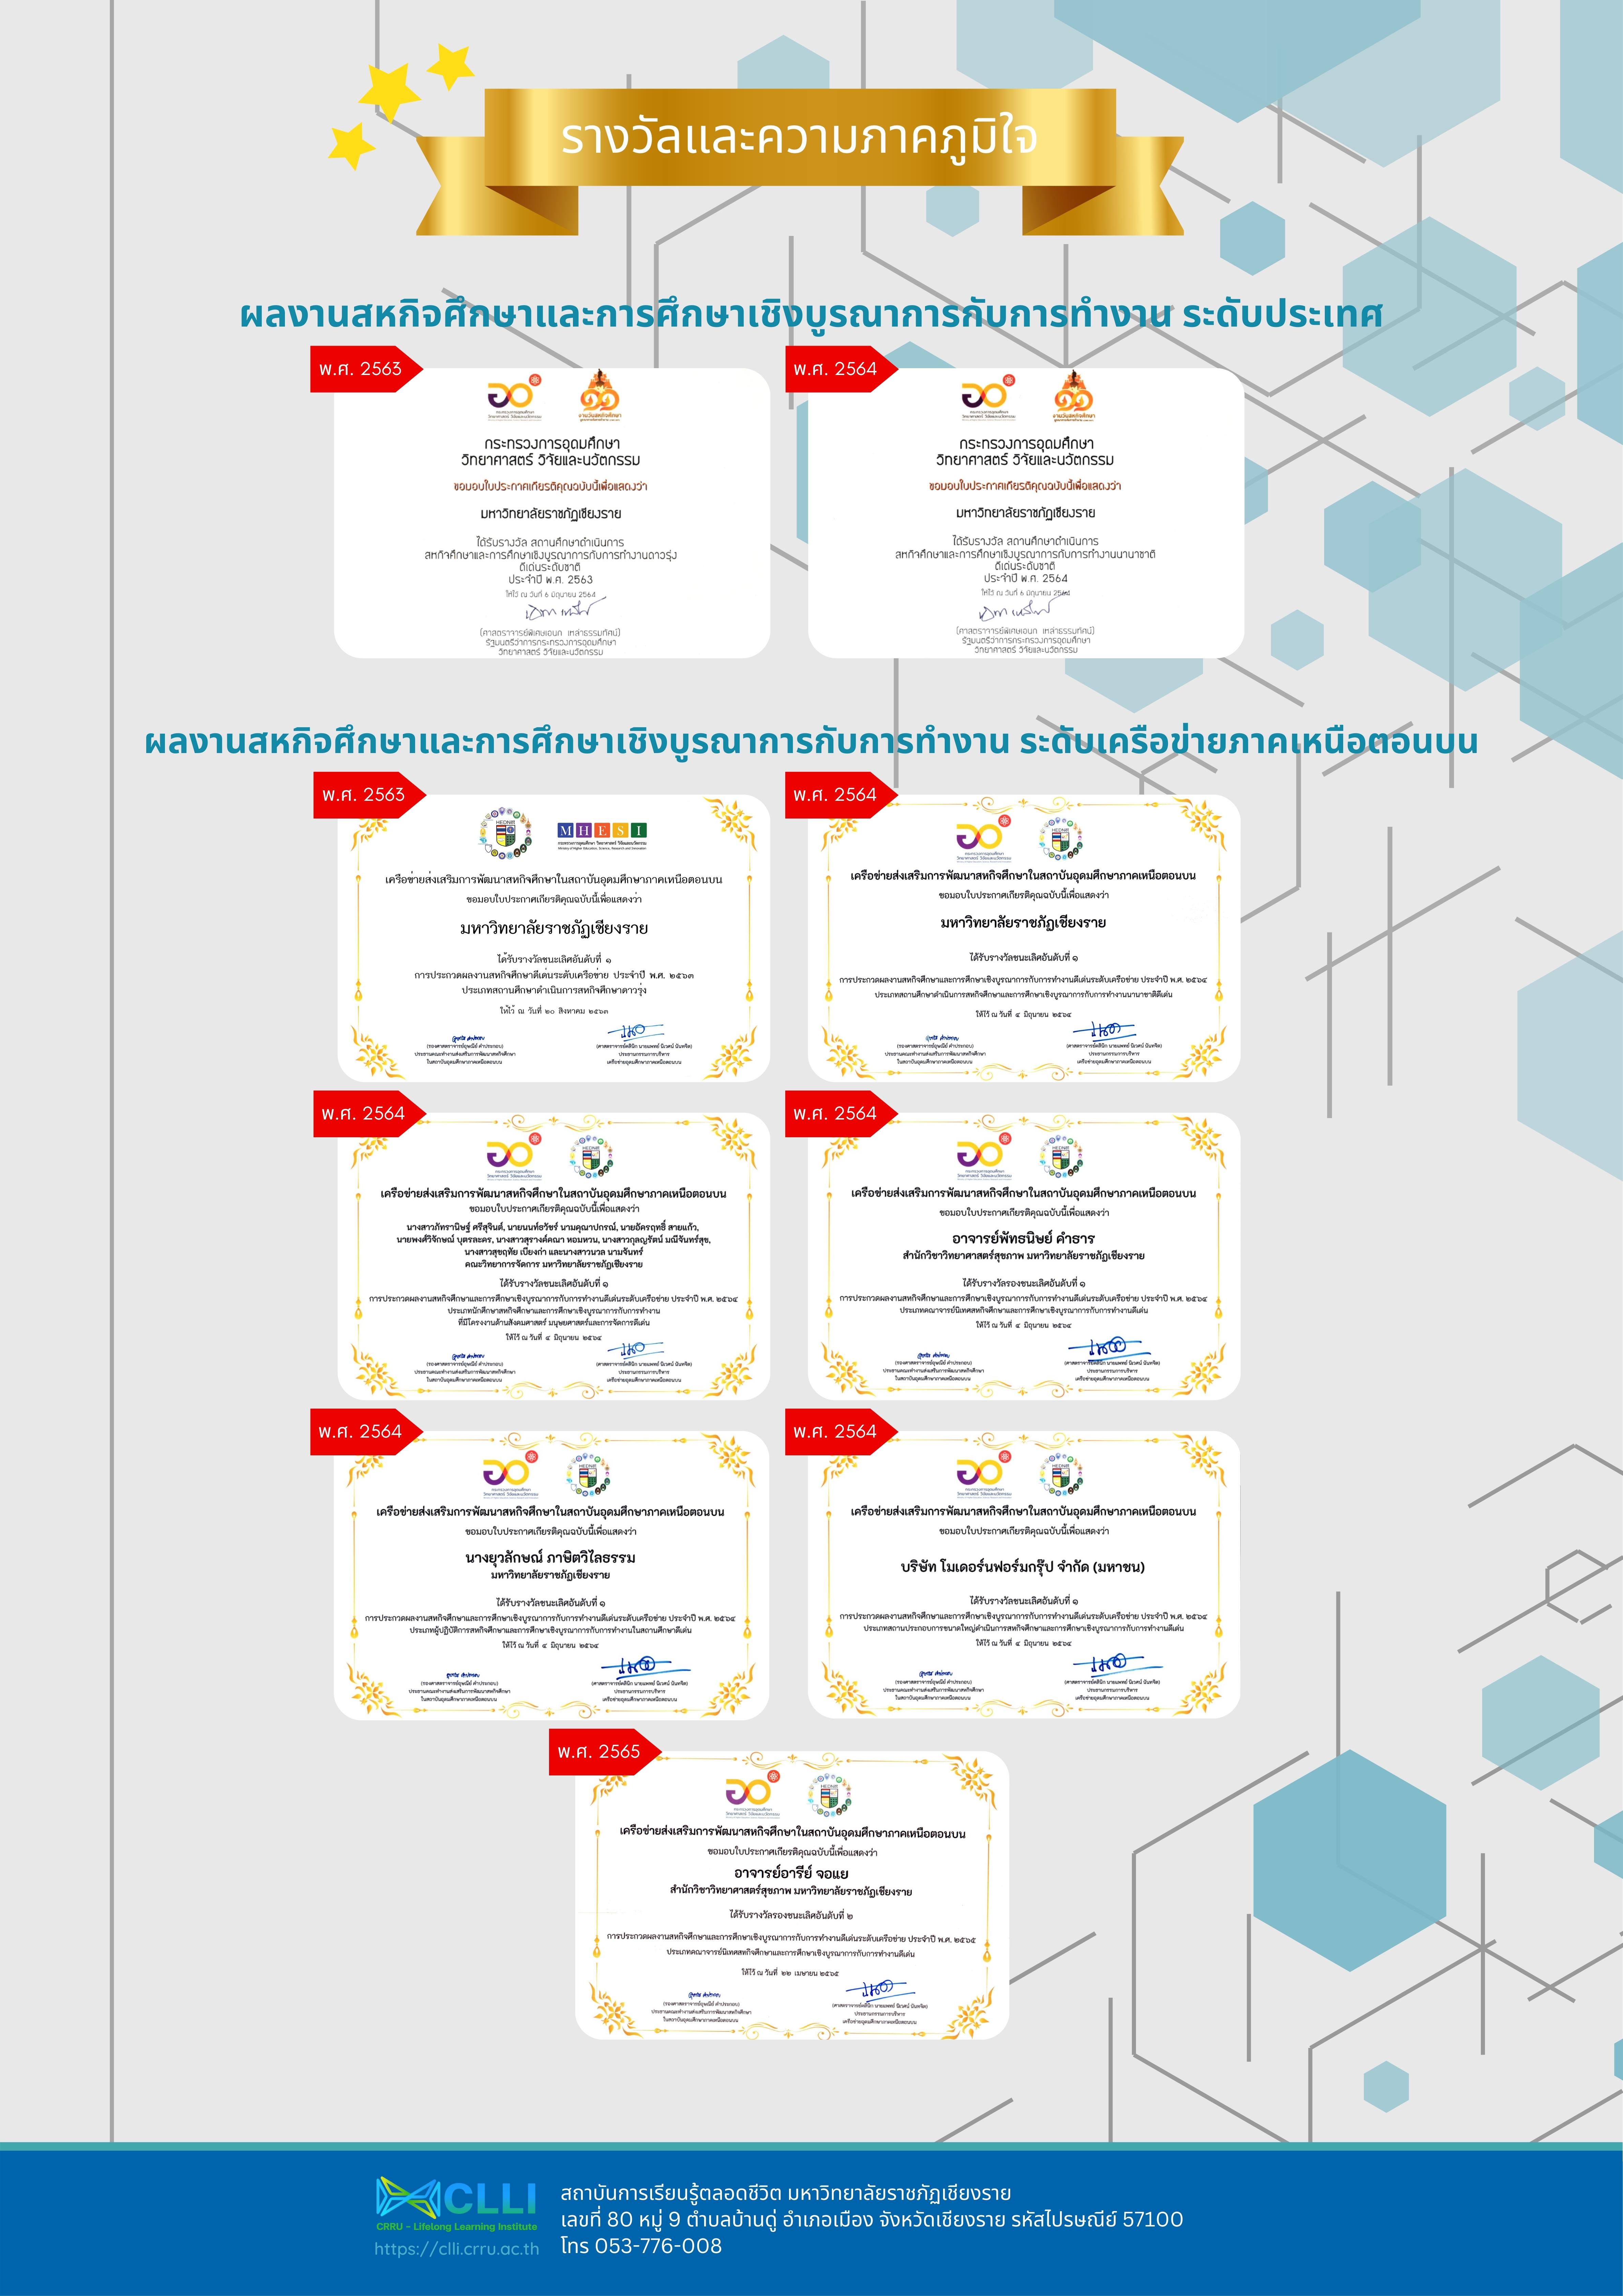 รางวัลและความภาคภูมิใจ
ผลงานสหกิจศึกษาและการศึกษาเชิงบูรณาการกับการทำงาน ระดับประเทศ
พ.ศ. 2563
กระทรวงการอุดมศึกษา
วิทยาศาสตร์ วิจัยและนวัตกรรม
ขอมอบใบประกาศเกียรติคุณฉบับนี้เพื่อแสดงว่า
มหาวิทยาลัยราชภัฏเชียงราย
ได้รับรางวัล สถานศึกษาดำเนินการ
สหกิจศึกษาและการศึกษาเชิงบูรณาการกับการทำงานดาวรุ่ง
ดีเด่นระดับชาติ
ประจำปี พ.ศ. 2563
ให้ไว้ ณ วันที่ 6 มิถุนายน 2564
(ศาสตราจารย์พิเศษเอนก เหล่าธรรมทัศน์)
รัฐมนตรีว่าการกระทรวงการอุดมศึกษา
วิทยาศาสตร์ วิจัยและนวัตกรรม
พ.ศ. 2564
กระทรวงการอุดมศึกษา
วิทยาศาสตร์ วิจัยและนวัตกรรม
ขอมอบใบประกาศเกียรติคุณฉบับนี้เพื่อแสดงว่า
มหาวิทยาลัยราชภัฏเชียงราย
ได้รับรางวัล สถานศึกษาดำเนินการ
สหกิจศึกษาและการศึกษาเชิงบูรณาการกับการทำงานนานาชาติ
ดีเด่นระดับชาติ
ประจำปี พ.ศ. 2564
ให้ไว้ ณ วันที่ 6 มิถุนายน 2564
(ศาสตราจารย์พิเศษเอนก เหล่าธรรมทัศน์)
รัฐมนตรีว่าการกระทรวงการอุดมศึกษา
วิทยาศาสตร์ วิจัยและนวัตกรรม
ผลงานสหกิจศึกษาและการศึกษาเชิงบูรณาการกับการทำงาน ระดับเครือข่ายภาคเหนือตอนบน
พ.ศ. 2563
MHESI
เครือข่ายส่งเสริมการพัฒนาสหกิจศึกษาในสถาบันอุดมศึกษาภาคเหนือตอนบน
ขอมอบใบประกาศเกียรติคุณฉบับนี้เพื่อแสดงว่า
มหาวิทยาลัยราชภัฏเชียงราย
ได้รับรางวัลชนะเลิศอันดับที่ ๑
การประกวดผลงานสหกิจศึกษาดีเด่นระดับเครือข่าย ประจำปี พ.ศ. ๒๕๖๓
ประเภทสถานศึกษาดำเนินการสหกิจศึกษาดาวรุ่ง
ให้ไว้ ณ วันที่ ๒๐ สิงหาคม ๒๕๖๓
พ.ศ. 2564
เครือข่ายส่งเสริมการพัฒนาสหกิจศึกษาในสถาบันอุดมศึกษาภาคเหนือตอนบน
ขอมอบใบประกาศเกียรติคุณฉบับนี้เพื่อแสดงว่า
มหาวิทยาลัยราชภัฏเชียงราย
ได้รับรางวัลชนะเลิศอันดับที่ ๑
การประกวดผลงานสหกิจศึกษาและการศึกษาเชิงบูรณาการกับการทำงานดีเด่นระดับเครือข่าย ประจำปี พ.ศ. ๒๕๖๔
ประเภทสถานศึกษาดำเนินการสหกิจศึกษาและการศึกษาเชิงบูรณาการกับการทำงานนานาชาติดีเด่น
ให้ไว้ ณ วันที่ ๔ มิถุนายน ๒๕๖๔
พ.ศ. 2564
เครือข่ายส่งเสริมการพัฒนาสหกิจศึกษาในสถาบันอุดมศึกษาภาคเหนือตอนบน
ขอมอบใบประกาศเกียรติคุณฉบับนี้เพื่อแสดงว่า
คณะวิทยาการจัดการ มหาวิทยาลัยราชภัฏเชียงราย
ได้รับรางวัลชนะเลิศอันดับที่ ๑
การประกวดผลงานสหกิจศึกษาและการศึกษาเชิงบูรณาการกับการทำงานดีเด่นระดับเครือข่าย ประจำปี พ.ศ. ๒๕๖๔
ประเภทนักศึกษาสหกิจศึกษาและการศึกษาเชิงบูรณาการกับการทำงาน
ที่มีโครงงานด้านสังคมศาสตร์ มนุษยศาสตร์และการจัดการดีเด่น
ให้ไว้ ณ วันที่ ๔ มิถุนายน ๒๕๖๔
พ.ศ. 2564
เครือข่ายส่งเสริมการพัฒนาสหกิจศึกษาในสถาบันอุดมศึกษาภาคเหนือตอนบน
ขอมอบใบประกาศเกียรติคุณฉบับนี้เพื่อแสดงว่า
อาจารย์พัทธนิษย์ คำธาร
สำนักวิชาวิทยาศาสตร์สุขภาพ มหาวิทยาลัยราชภัฏเชียงราย
ได้รับรางวัลรองชนะเลิศอันดับที่ ๑
การประกวดผลงานสหกิจศึกษาและการศึกษาเชิงบูรณาการกับการทำงานดีเด่นระดับเครือข่าย ประจำปี พ.ศ. ๒๕๖๔
ประเภทคณาจารย์นิเทศสหกิจศึกษาและการศึกษาเชิงบูรณาการกับการทำงานดีเด่น
ให้ไว้ ณ วันที่ ๔ มิถุนายน ๒๕๖๔
พ.ศ. 2564
เครือข่ายส่งเสริมการพัฒนาสหกิจศึกษาในสถาบันอุดมศึกษาภาคเหนือตอนบน
ขอมอบใบประกาศเกียรติคุณฉบับนี้เพื่อแสดงว่า
นางยุวลักษณ์ ภาษิตวิไลธรรม
มหาวิทยาลัยราชภัฏเชียงราย
ได้รับรางวัลชนะเลิศอันดับที่ ๑
การประกวดผลงานสหกิจศึกษาและการศึกษาเชิงบูรณาการกับการทำงานดีเด่นระดับเครือข่าย ประจำปี พ.ศ. ๒๕๖๔
ประเภทผู้ปฏิบัติการสหกิจศึกษาและการศึกษาเชิงบูรณาการกับการทำงานในสถานศึกษาดีเด่น
ให้ไว้ ณ วันที่ ๔ มิถุนายน ๒๕๖๔
พ.ศ. 2564
เครือข่ายส่งเสริมการพัฒนาสหกิจศึกษาในสถาบันอุดมศึกษาภาคเหนือตอนบน
ขอมอบใบประกาศเกียรติคุณฉบับนี้เพื่อแสดงว่า
บริษัท โมเดอร์นฟอร์มกรุ๊ป จำกัด (มหาชน)
ได้รับรางวัลชนะเลิศอันดับที่ ๑
การประกวดผลงานสหกิจศึกษาและการศึกษาเชิงบูรณาการกับการทำงานดีเด่นระดับเครือข่าย ประจำปี พ.ศ. ๒๕๖๔
ประเภทสถานประกอบการขนาดใหญ่ดำเนินการสหกิจศึกษาและการศึกษาเชิงบูรณาการกับการทำงานดีเด่น
ให้ไว้ ณ วันที่ ๔ มิถุนายน ๒๕๖๔
พ.ศ. 2565
เครือข่ายส่งเสริมการพัฒนาสหกิจศึกษาในสถาบันอุดมศึกษาภาคเหนือตอนบน
ขอมอบใบประกาศเกียรติคุณฉบับนี้เพื่อแสดงว่า
อาจารย์อารีย์ จอแย
สำนักวิชาวิทยาศาสตร์สุขภาพ มหาวิทยาลัยราชภัฏเชียงราย
ได้รับรางวัลรองชนะเลิศอันดับที่ ๒
การประกวดผลงานสหกิจศึกษาและการศึกษาเชิงบูรณาการกับการทำงานดีเด่นระดับเครือข่าย ประจำปี พ.ศ. ๒๕๖๕
ประเภทคณาจารย์นิเทศสหกิจศึกษาและการศึกษาเชิงบูรณาการกับการทำงานดีเด่น
ให้ไว้ ณ วันที่ ๒๒ เมษายน ๒๕๖๕
CLLI
CRRU - Lifelong Learning Institute
https://clli.crru.ac.th
สถาบันการเรียนรู้ตลอดชีวิต มหาวิทยาลัยราชภัฏเชียงราย
เลขที่ 80 หมู่ 9 ตำบลบ้านดู่ อำเภอเมือง จังหวัดเชียงราย รหัสไปรษณีย์ 57100
โทร 053-776-008